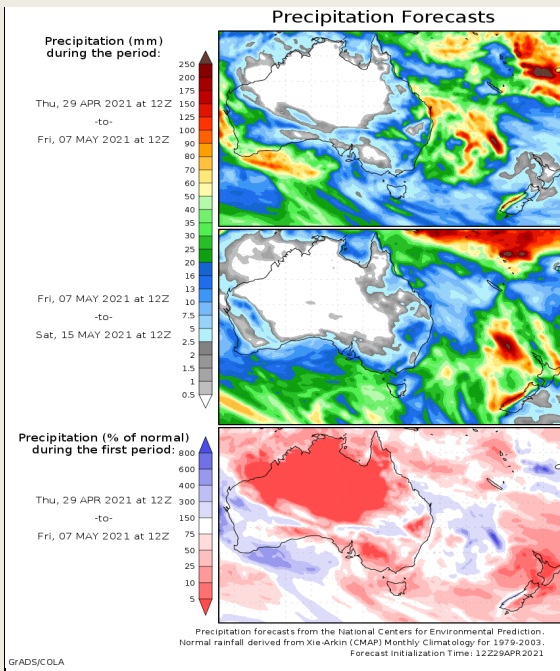 Precipitation Forecasts
Precipitation (mm)
during the period:
Thu, 29 APR 2021 at 12Z
-to-
Fri, 07 MAY 2021 at 12Z
250
200
175
150
125
100
90
80
70
60
50
40
35
30
25
20
16
13
10
7.5
5
2.5
2
1.5
1
0.5
Fri, 07 MAY 2021 at 12Z
-to-
Sat, 15 MAY 2021 at 12Z
Precipitation (% of normal)
during the first period:
Thu, 29 APR 2021 at 12Z
-to-
Fri, 07 MAY 2021 at 12Z
800
600
400
300
150
75
50
25
10
5
Precipitation forecasts from the National Centers for Environmental Prediction.
Normal rainfall derived from Xie-Arkin (CMAP) Monthly Climatology for 1979-2003.
Forecast Initialization Time: 12Z29APR2021
GrADS/COLA